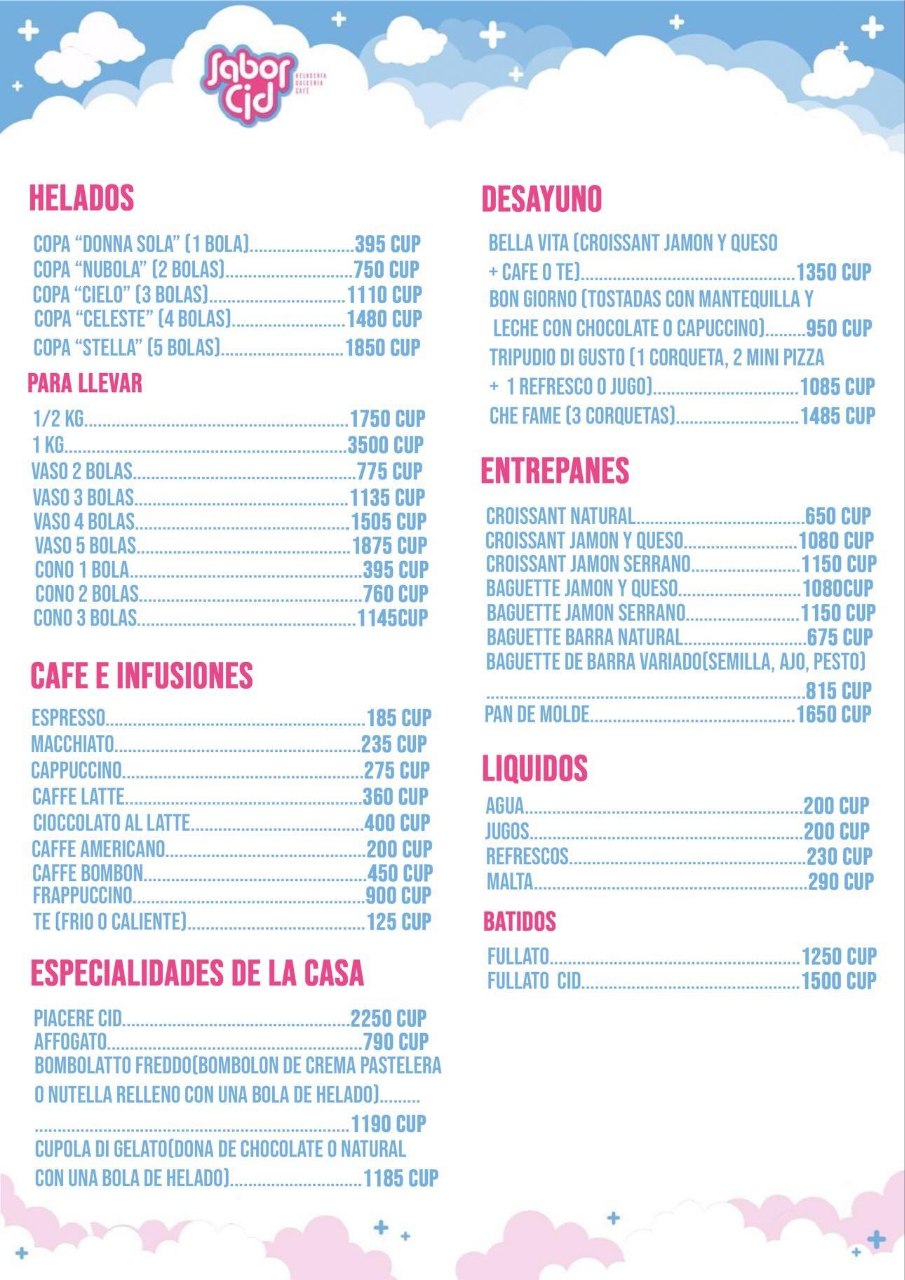 Sabor
Cid
HELADERIA
DULCERIA
CAFÉ
HELADOS
COPA “DONNA SOLA” (1 BOLA).......................395 CUP
COPA “NUBOLA” (2 BOLAS)............................750 CUP
COPA “CIELO” (3 BOLAS)..............................1110 CUP
COPA “CELESTE” (4 BOLAS).........................1480 CUP
COPA “STELLA” (5 BOLAS)...........................1850 CUP
PARA LLEVAR
1/2 KG..........................................................1750 CUP
1 KG..............................................................3500 CUP
VASO 2 BOLAS.................................................775 CUP
VASO 3 BOLAS...............................................1135 CUP
VASO 4 BOLAS...............................................1505 CUP
VASO 5 BOLAS...............................................1875 CUP
CONO 1 BOLA...................................................395 CUP
CONO 2 BOLAS.................................................760 CUP
CONO 3 BOLAS................................................1145CUP
CAFE E INFUSIONES
ESPRESSO.........................................................185 CUP
MACCHIATO......................................................235 CUP
CAPPUCCINO.....................................................275 CUP
CAFFE LATTE....................................................360 CUP
CIOCCOLATO AL LATTE......................................400 CUP
CAFFE AMERICANO............................................200 CUP
CAFFE BOMBON.................................................450 CUP
FRAPPUCCINO...................................................900 CUP
TE (FRIO O CALIENTE).......................................125 CUP
ESPECIALIDADES DE LA CASA
PIACERE CID..................................................2250 CUP
AFFOGATO........................................................790 CUP
BOMBOLATTO FREDDO(BOMBOLON DE CREMA PASTELERA
O NUTELLA RELLENO CON UNA BOLA DE HELADO).........
.....................................................................1190 CUP
CUPOLA DI GELATO(DONA DE CHOCOLATE O NATURAL
CON UNA BOLA DE HELADO).............................1185 CUP
DESAYUNO
BELLA VITA (CROISSANT JAMON Y QUESO
+ CAFE O TE)...............................................1350 CUP
BON GIORNO (TOSTADAS CON MANTEQUILLA Y
LECHE CON CHOCOLATE O CAPUCCINO).........950 CUP
TRIPUDIO DI GUSTO (1 CORQUETA, 2 MINI PIZZA
+ 1 REFRESCO O JUGO)................................1085 CUP
CHE FAME (3 CORQUETAS)...........................1485 CUP
ENTREPANES
CROISSANT NATURAL.....................................650 CUP
CROISSANT JAMON Y QUESO.........................1080 CUP
CROISSANT JAMON SERRANO........................1150 CUP
BAGUETTE JAMON Y QUESO...........................1080CUP
BAGUETTE JAMON SERRANO.........................1150 CUP
BAGUETTE BARRA NATURAL...........................675 CUP
BAGUETTE DE BARRA VARIADO(SEMILLA, AJO, PESTO)
......................................................................815 CUP
PAN DE MOLDE.............................................1650 CUP
LIQUIDOS
AGUA.............................................................200 CUP
JUGOS............................................................200 CUP
REFRESCOS....................................................230 CUP
MALTA............................................................290 CUP
BATIDOS
FULLATO.......................................................1250 CUP
FULLATO CID................................................1500 CUP